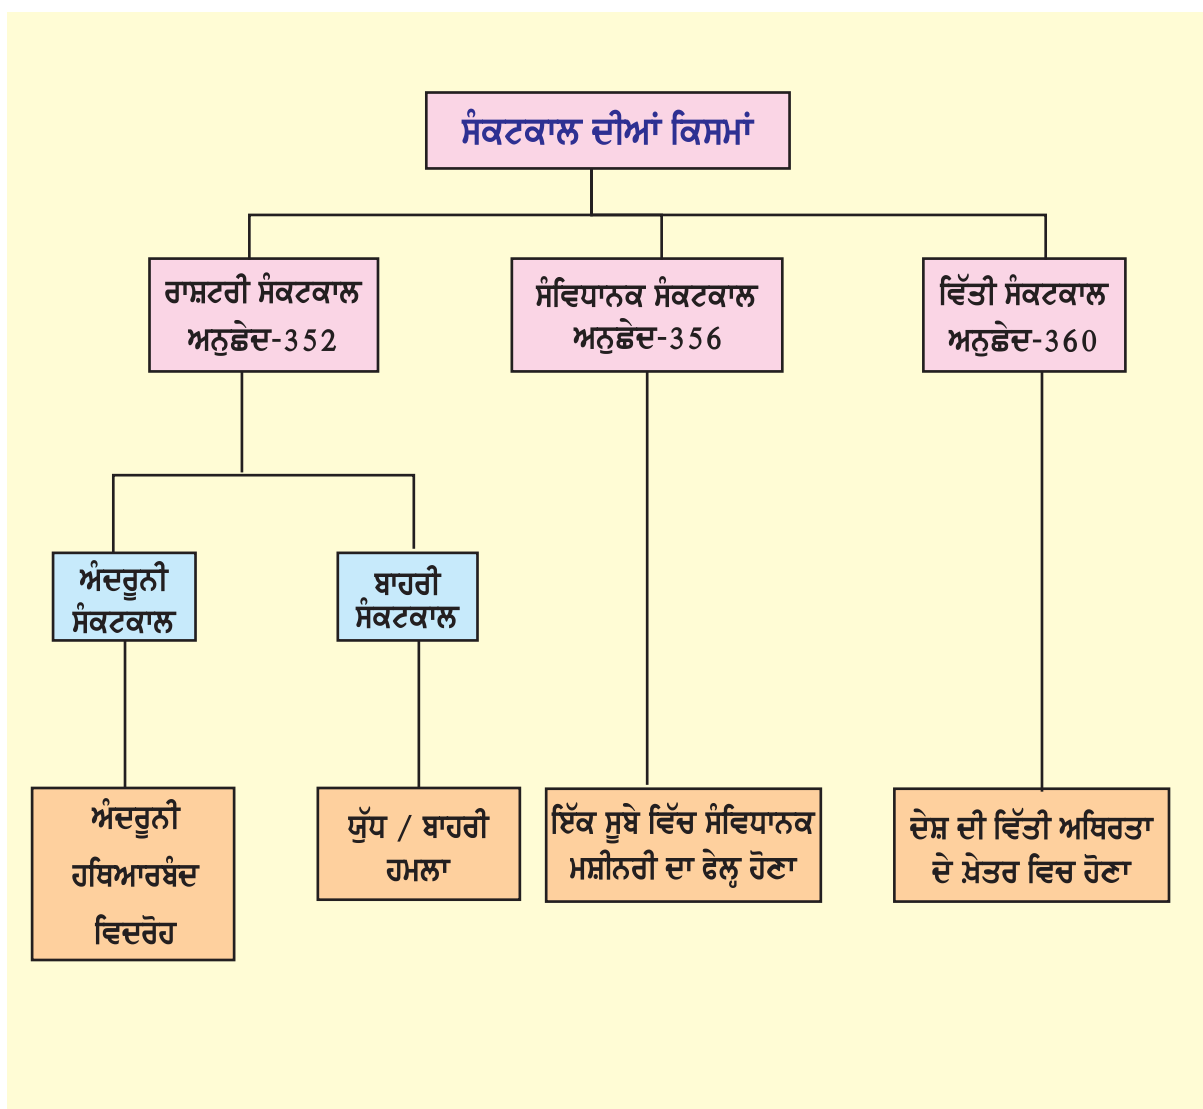 ਸੰਕਟਕਾਲ ਦੀਆਂ ਕਿਸਮਾਂ
ਰਾਸ਼ਟਰੀ ਸੰਕਟਕਾਲ
ਅਨੁਛੇਦ-352
ਸੰਵਿਧਾਨਕ ਸੰਕਟਕਾਲ
ਅਨੁਛੇਦ-356
ਵਿੱਤੀ ਸੰਕਟਕਾਲ
ਅਨੁਛੇਦ-360
ਅੰਦਰੂਨੀ
ਸੰਕਟਕਾਲ
ਬਾਹਰੀ
ਸੰਕਟਕਾਲ
ਅੰਦਰੂਨੀ
ਹਥਿਆਰਬੰਦ
ਵਿਦਰੋਹ
ਯੁੱਧ / ਬਾਹਰੀ
ਹਮਲਾ
ਇੱਕ ਸੂਬੇ ਵਿੱਚ ਸੰਵਿਧਾਨਕ
ਮਸ਼ੀਨਰੀ ਦਾ ਫੇਲ੍ਹ ਹੋਣਾ
ਦੇਸ਼ ਦੀ ਵਿੱਤੀ ਅਥਿਰਤਾ
ਦੇ ਖ਼ੇਤਰ ਵਿਚ ਹੋਣਾ